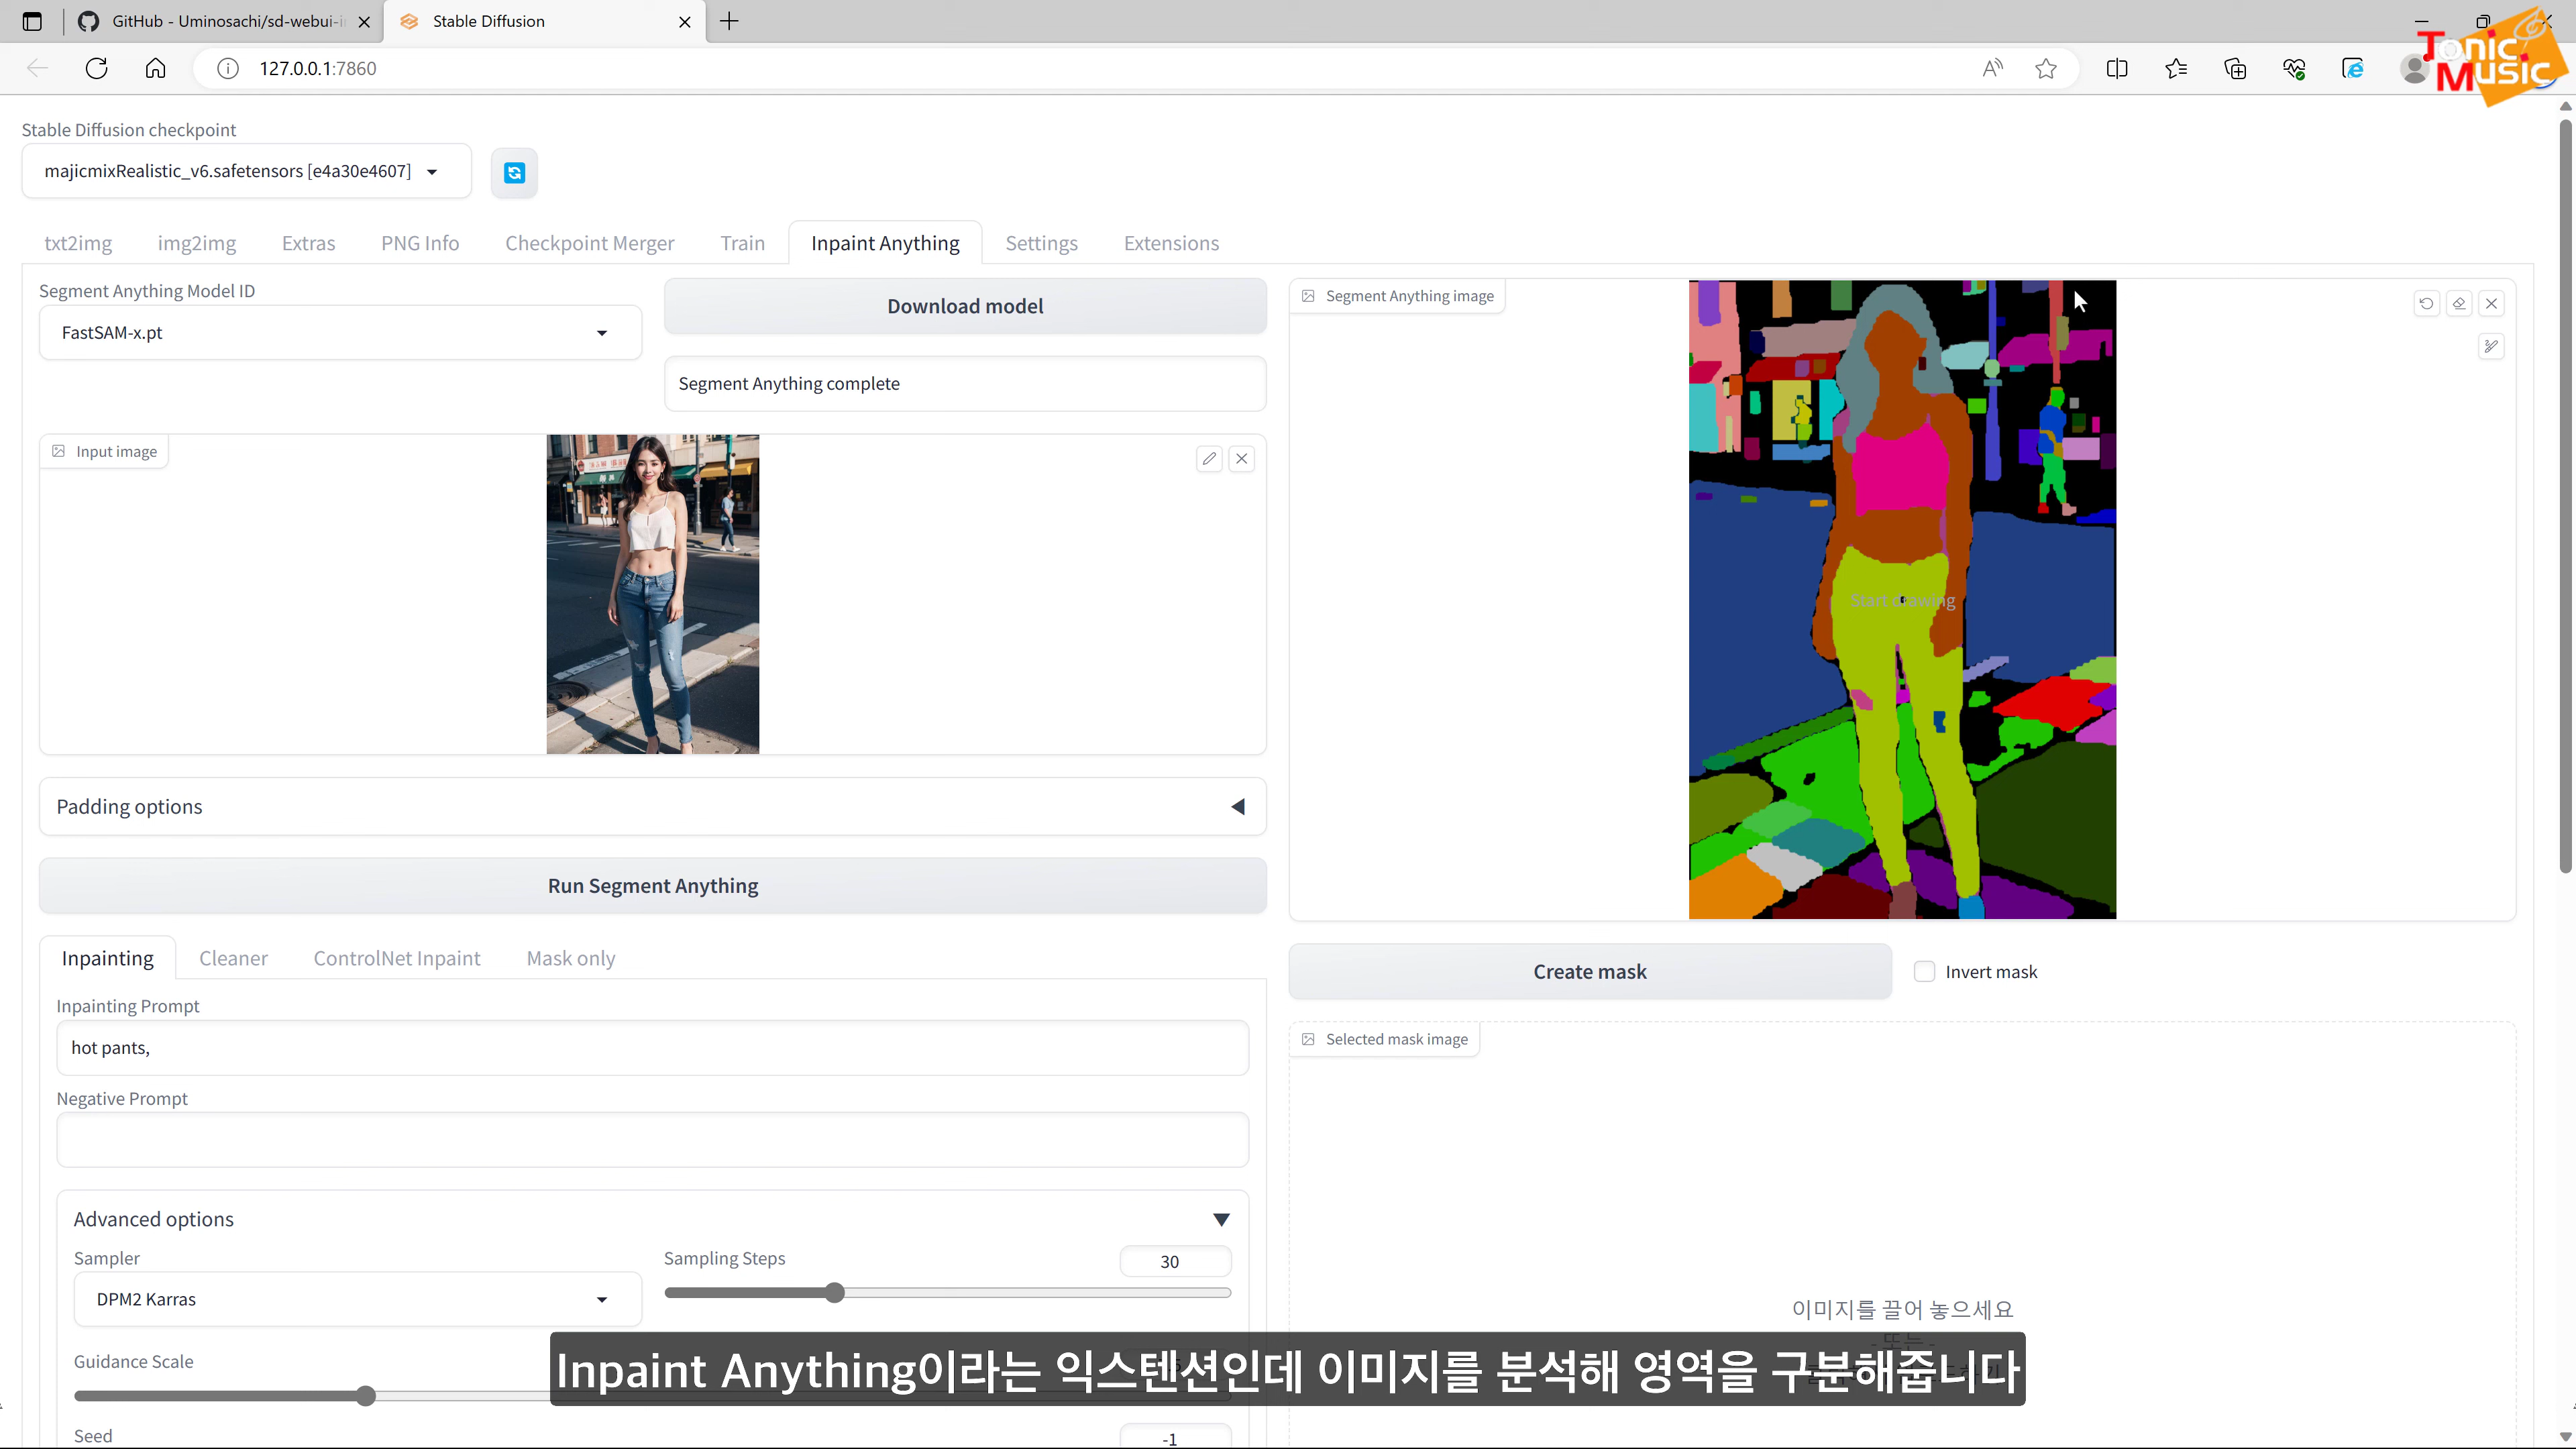 GitHub - Uminosachi/sd-webui-i
Stable Diffusion
127.0.0.1:7860
Tonic
Music
Stable Diffusion checkpoint
majicmixRealistic_v6.safetensors [e4a30e4607]
txt2img
img2img
Extras
PNG Info
Checkpoint Merger
Train
Inpaint Anything
Settings
Extensions
Segment Anything Model ID
FastSAM-x.pt
Download model
Segment Anything complete
Input image
Segment Anything image
Start drawing
Padding options
Run Segment Anything
Inpainting
Cleaner
ControlNet Inpaint
Mask only
Create mask
Invert mask
Inpainting Prompt
hot pants,
Selected mask image
Negative Prompt
Advanced options
Sampler
DPM2 Karras
Sampling Steps
30
이미지를 끌어 놓으세요
Guidance Scale
Inpaint Anything이라는 익스텐션인데 이미지를 분석해 영역을 구분해줍니다
Seed
-1